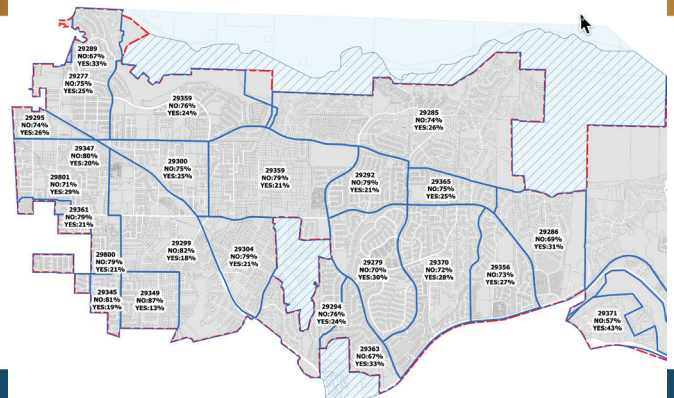 29289
NO:67%
YES:33%
29277
NO:75%
YES:25%
29359
NO:76%
YES:24%
29285
NO:74%
YES:26%
29295
NO:74%
YES:26%
29347
NO:80%
YES:20%
29300
NO:75%
YES:25%
29359
NO:79%
YES:21%
29292
NO:79%
YES:21%
29365
NO:75%
YES:25%
29801
NO:71%
YES:29%
29361
NO:79%
YES:21%
29286
NO:69%
YES:31%
29299
NO:82%
YES:18%
29304
NO:79%
YES:21%
29800
NO:79%
YES:21%
29279
NO:70%
YES:30%
29370
NO:72%
YES:28%
29356
NO:73%
YES:27%
29345
NO:81%
YES:19%
29349
NO:87%
YES:13%
29294
NO:76%
YES:24%
29371
NO:57%
YES:43%
29363
NO:67%
YES:33%